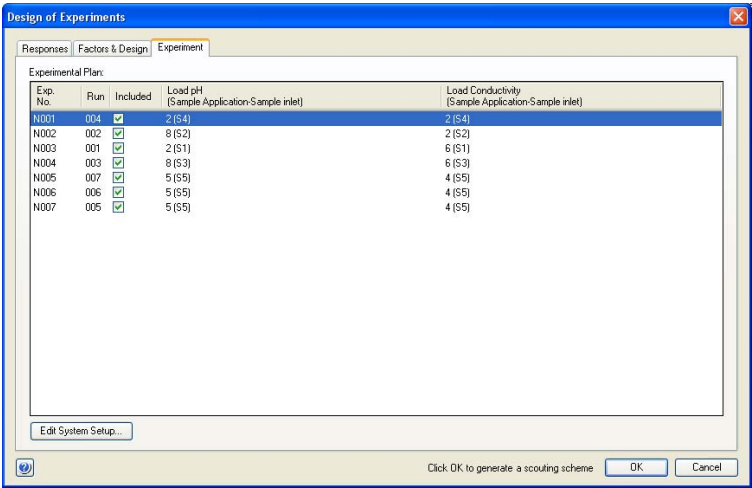 Design of Experiments
Responses Factors & Design Experiment
Experimental Plan:
Exp. No. Run Included Load pH (Sample Application-Sample inlet) Load Conductivity (Sample Application-Sample inlet)
N001 004 2 (S4) 2 (S4)
N002 002 8 (S2) 2 (S2)
N003 001 2 (S1) 6 (S1)
N004 003 8 (S3) 6 (S3)
N005 007 5 (S5) 4 (S5)
N006 006 5 (S5) 4 (S5)
N007 005 5 (S5) 4 (S5)
Edit System Setup...
Click OK to generate a scouting scheme OK Cancel